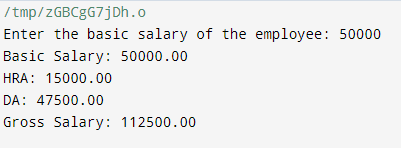 /tmp/zGBCgG7jDh.o
Enter the basic salary of the employee: 50000
Basic Salary: 50000.00
HRA: 15000.00
DA: 47500.00
Gross Salary: 112500.00